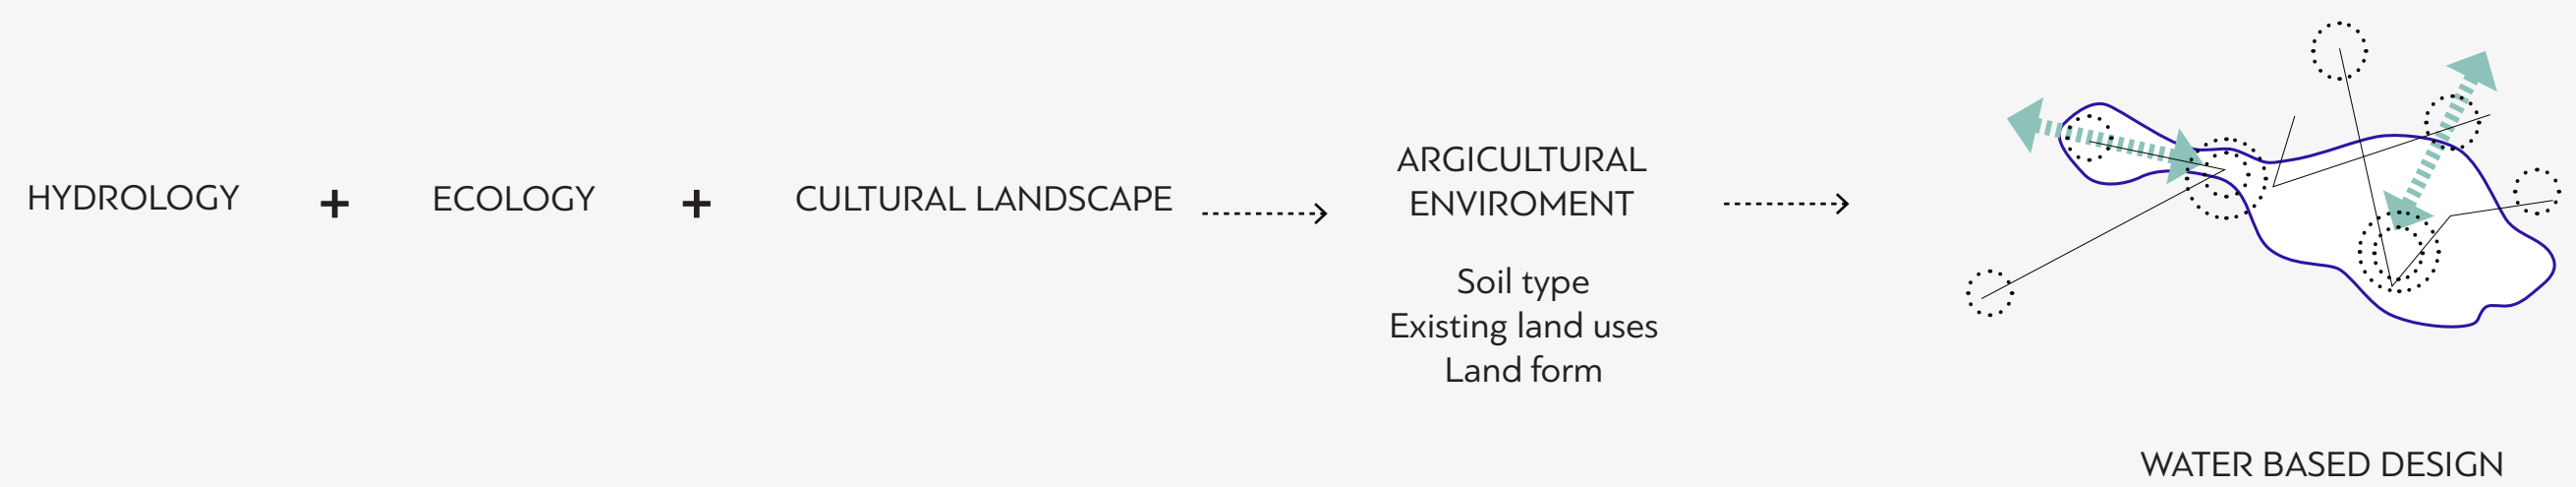 HYDROLOGY + ECOLOGY + CULTURAL LANDSCAPE
ARGICULTURAL
ENVIROMENT
Soil type
Existing land uses
Land form
WATER BASED DESIGN